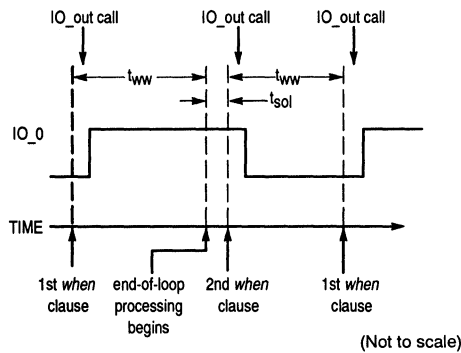 IO_out call IO_out call IO_out call
tww tww
tsol
IO_0
TIME
1st when end-of-loop 2nd when 1st when
clause processing clause clause
begins
(Not to scale)